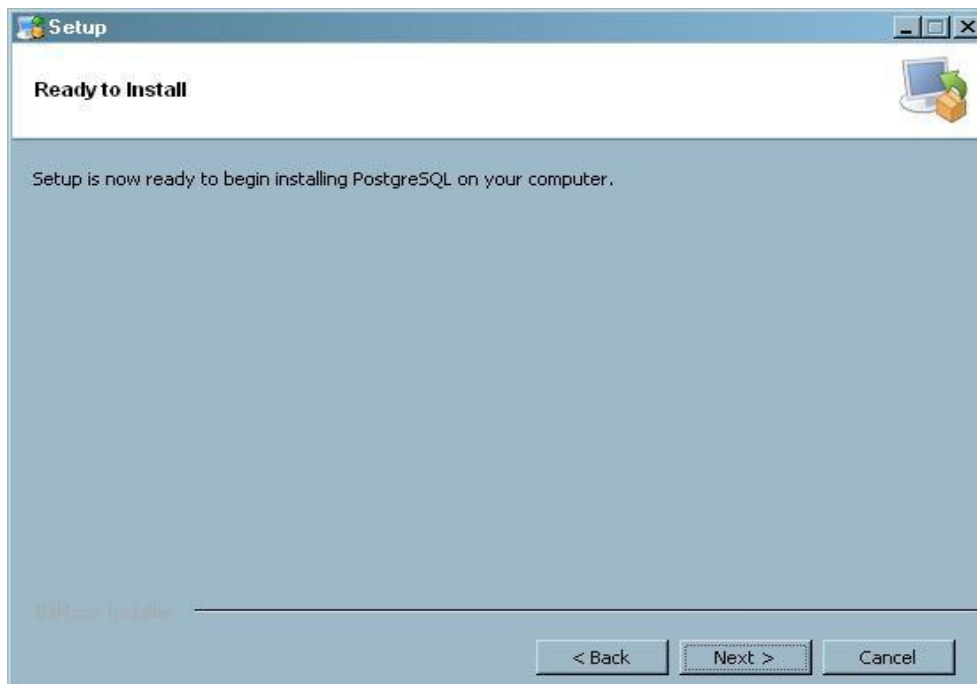 Setup
Ready to Install
Setup is now ready to begin installing PostgreSQL on your computer.
< Back
Next >
Cancel